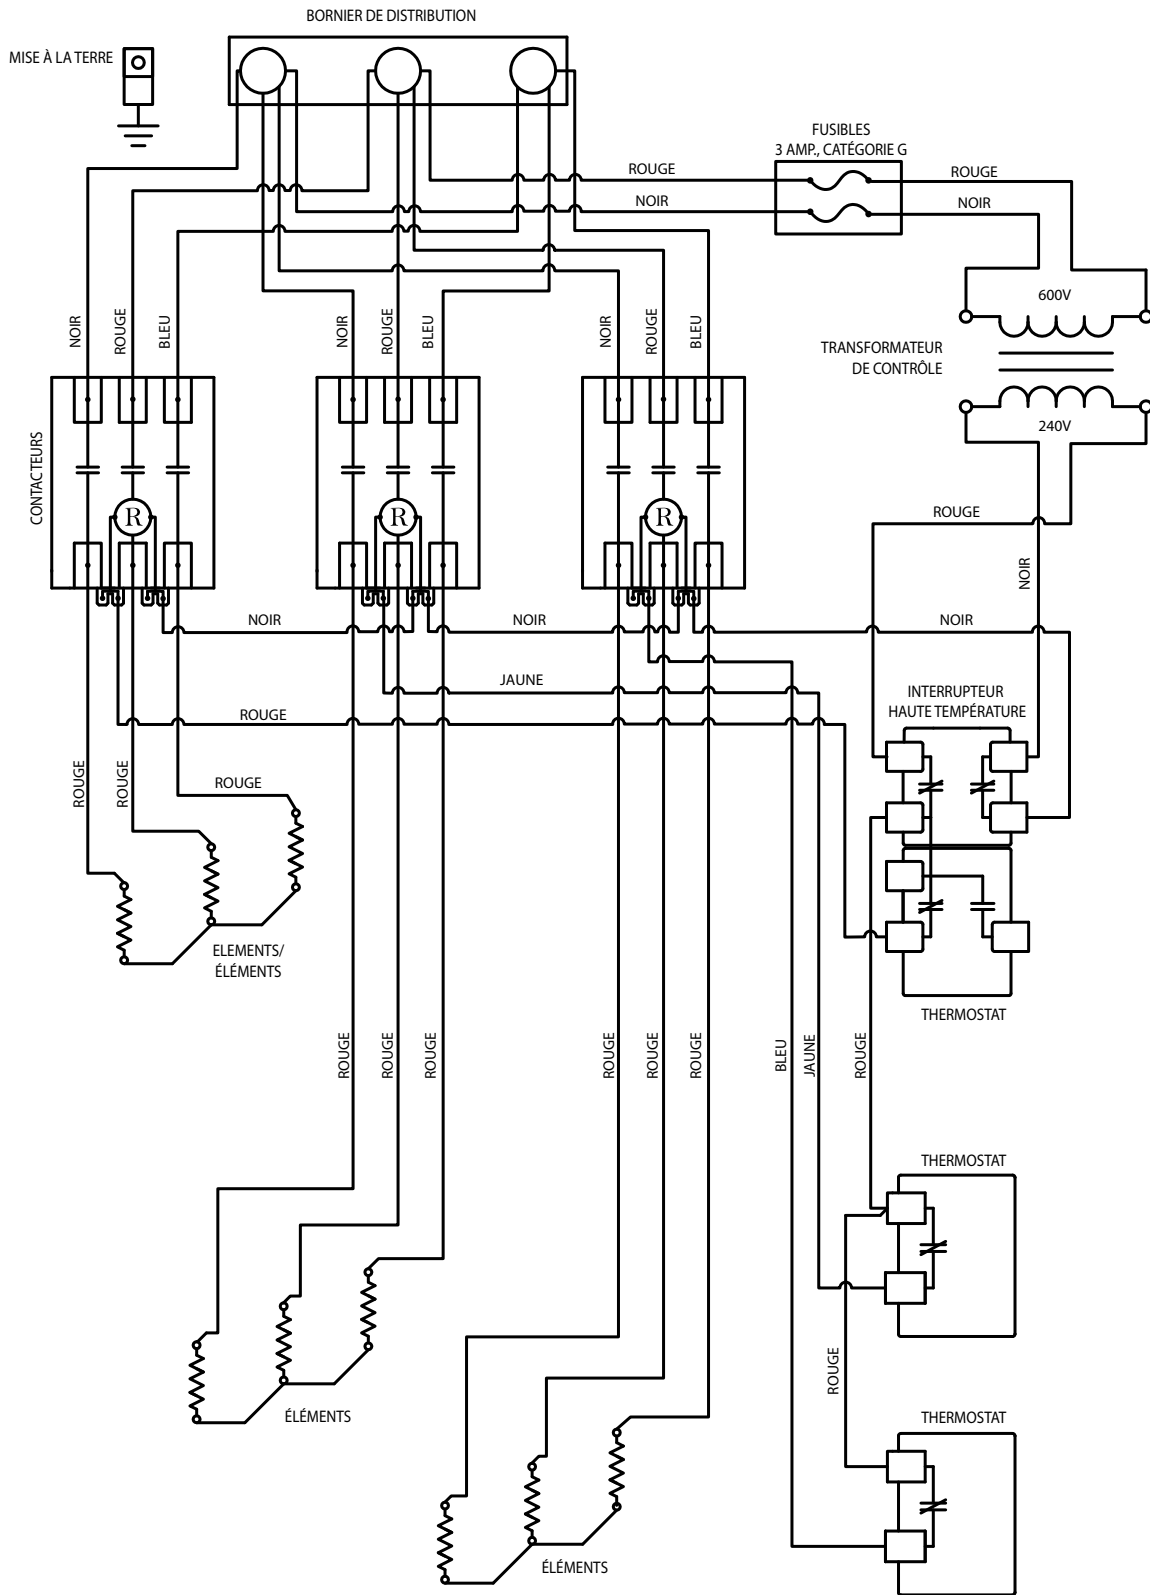 BORNIER DE DISTRIBUTION
MISE À LA TERRE
FUSIBLES
3 AMP., CATÉGORIE G
ROUGE
ROUGE
NOIR
NOIR
600V
TRANSFORMATEUR
DE CONTRÔLE
240V
NOIR
ROUGE
BLEU
NOIR
ROUGE
BLEU
NOIR
ROUGE
BLEU
CONTACTEURS
R
R
R
ROUGE
NOIR
NOIR
NOIR
NOIR
JAUNE
ROUGE
INTERRUPTEUR
HAUTE TEMPÉRATURE
ROUGE
ROUGE
ROUGE
ELEMENTS/
ÉLÉMENTS
THERMOSTAT
ROUGE
ROUGE
ROUGE
ROUGE
ROUGE
ROUGE
BLEU
JAUNE
ROUGE
THERMOSTAT
ROUGE
ÉLÉMENTS
THERMOSTAT
ÉLÉMENTS